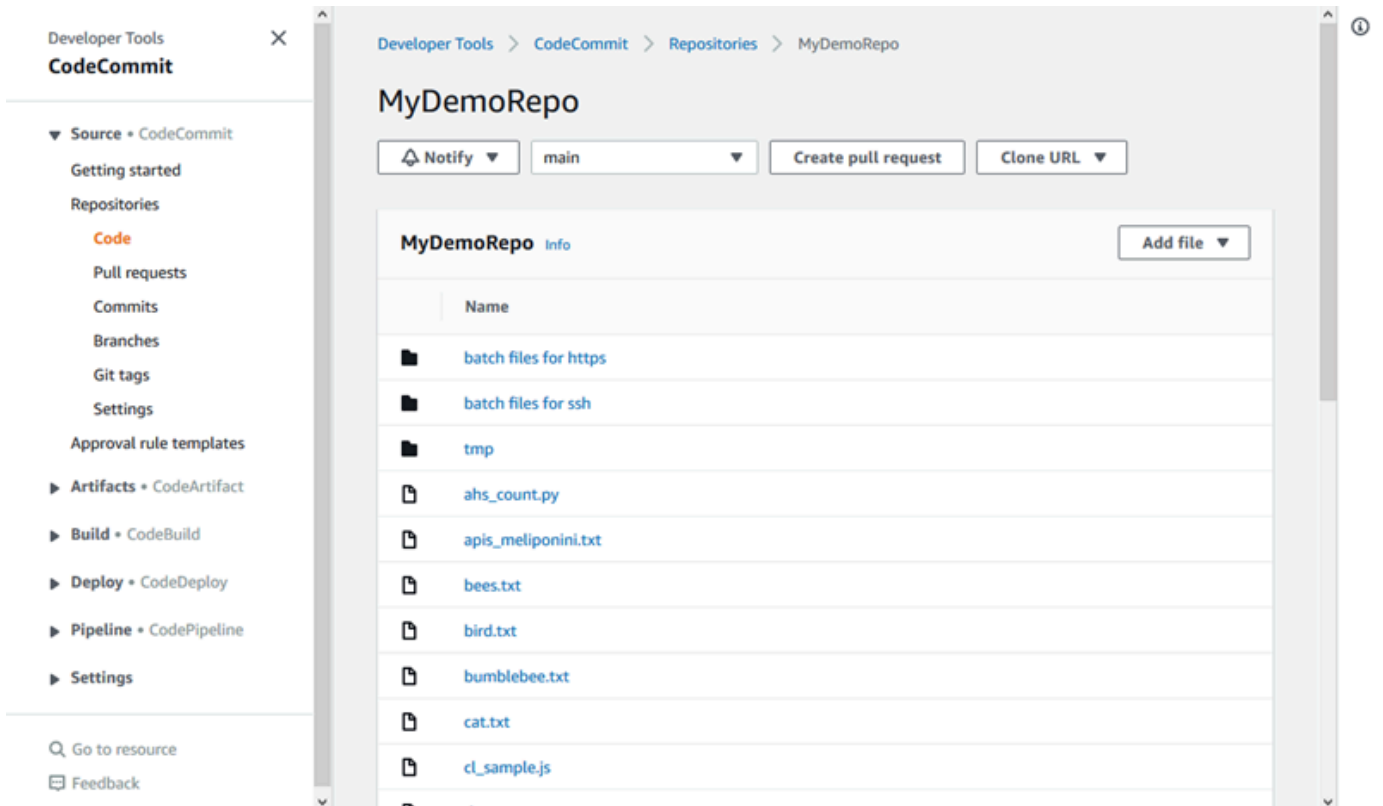 Developer Tools
CodeCommit
Source • CodeCommit
Getting started
Repositories
Code
Pull requests
Commits
Branches
Git tags
Settings
Approval rule templates
Artifacts • CodeArtifact
Build • CodeBuild
Deploy • CodeDeploy
Pipeline • CodePipeline
Settings
Go to resource
Feedback
Developer Tools > CodeCommit > Repositories > MyDemoRepo
MyDemoRepo
Notify main Create pull request Clone URL
MyDemoRepo Info Add file
Name
batch files for https
batch files for ssh
tmp
ahs_count.py
apis_meliponini.txt
bees.txt
bird.txt
bumblebee.txt
cat.txt
cl_sample.js